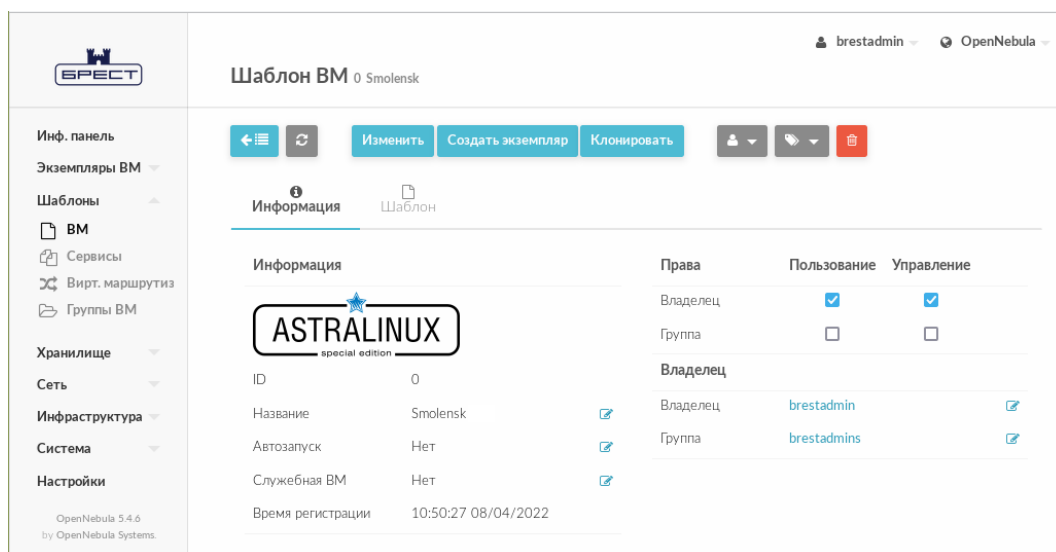 brestadmin
OpenNebula
БРЕСТ
Шаблон ВМ 0 Smolensk
Инф. панель
Экземпляры ВМ
Шаблоны
ВМ
Сервисы
Вирт. маршрутиз
Группы ВМ
Хранилище
Сеть
Инфраструктура
Система
Настройки
OpenNebula 5.4.6
by OpenNebula Systems.
Изменить
Создать экземпляр
Клонировать
Информация
Шаблон
Информация
ASTRALINUX
special edition
ID 0
Название Smolensk
Автозапуск Нет
Служебная ВМ Нет
Время регистрации 10:50:27 08/04/2022
Права Пользование Управление
Владелец
Группа
Владелец
Владелец brestadmin
Группа brestadmins